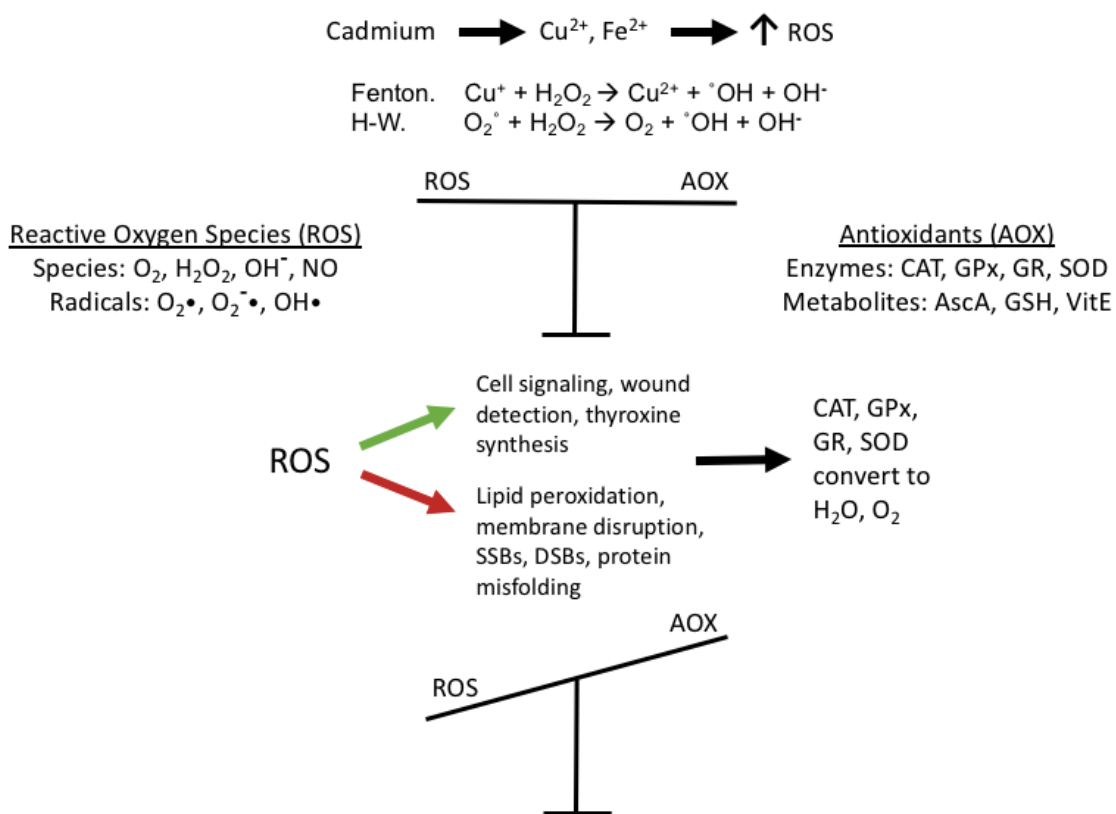 Cadmium → Cu²⁺, Fe²⁺ → ↑ ROS
Fenton. Cu⁺ + H₂O₂ → Cu²⁺ + ˚OH + OH⁻
H-W. O₂˚ + H₂O₂ → O₂ + ˚OH + OH⁻
ROS AOX
Reactive Oxygen Species (ROS)
Species: O₂, H₂O₂, OH⁻, NO
Radicals: O₂•, O₂⁻•, OH•
Antioxidants (AOX)
Enzymes: CAT, GPx, GR, SOD
Metabolites: AscA, GSH, VitE
ROS
Cell signaling, wound
detection, thyroxine
synthesis
Lipid peroxidation,
membrane disruption,
SSBs, DSBs, protein
misfolding
CAT, GPx,
GR, SOD
convert to
H₂O, O₂
AOX
ROS